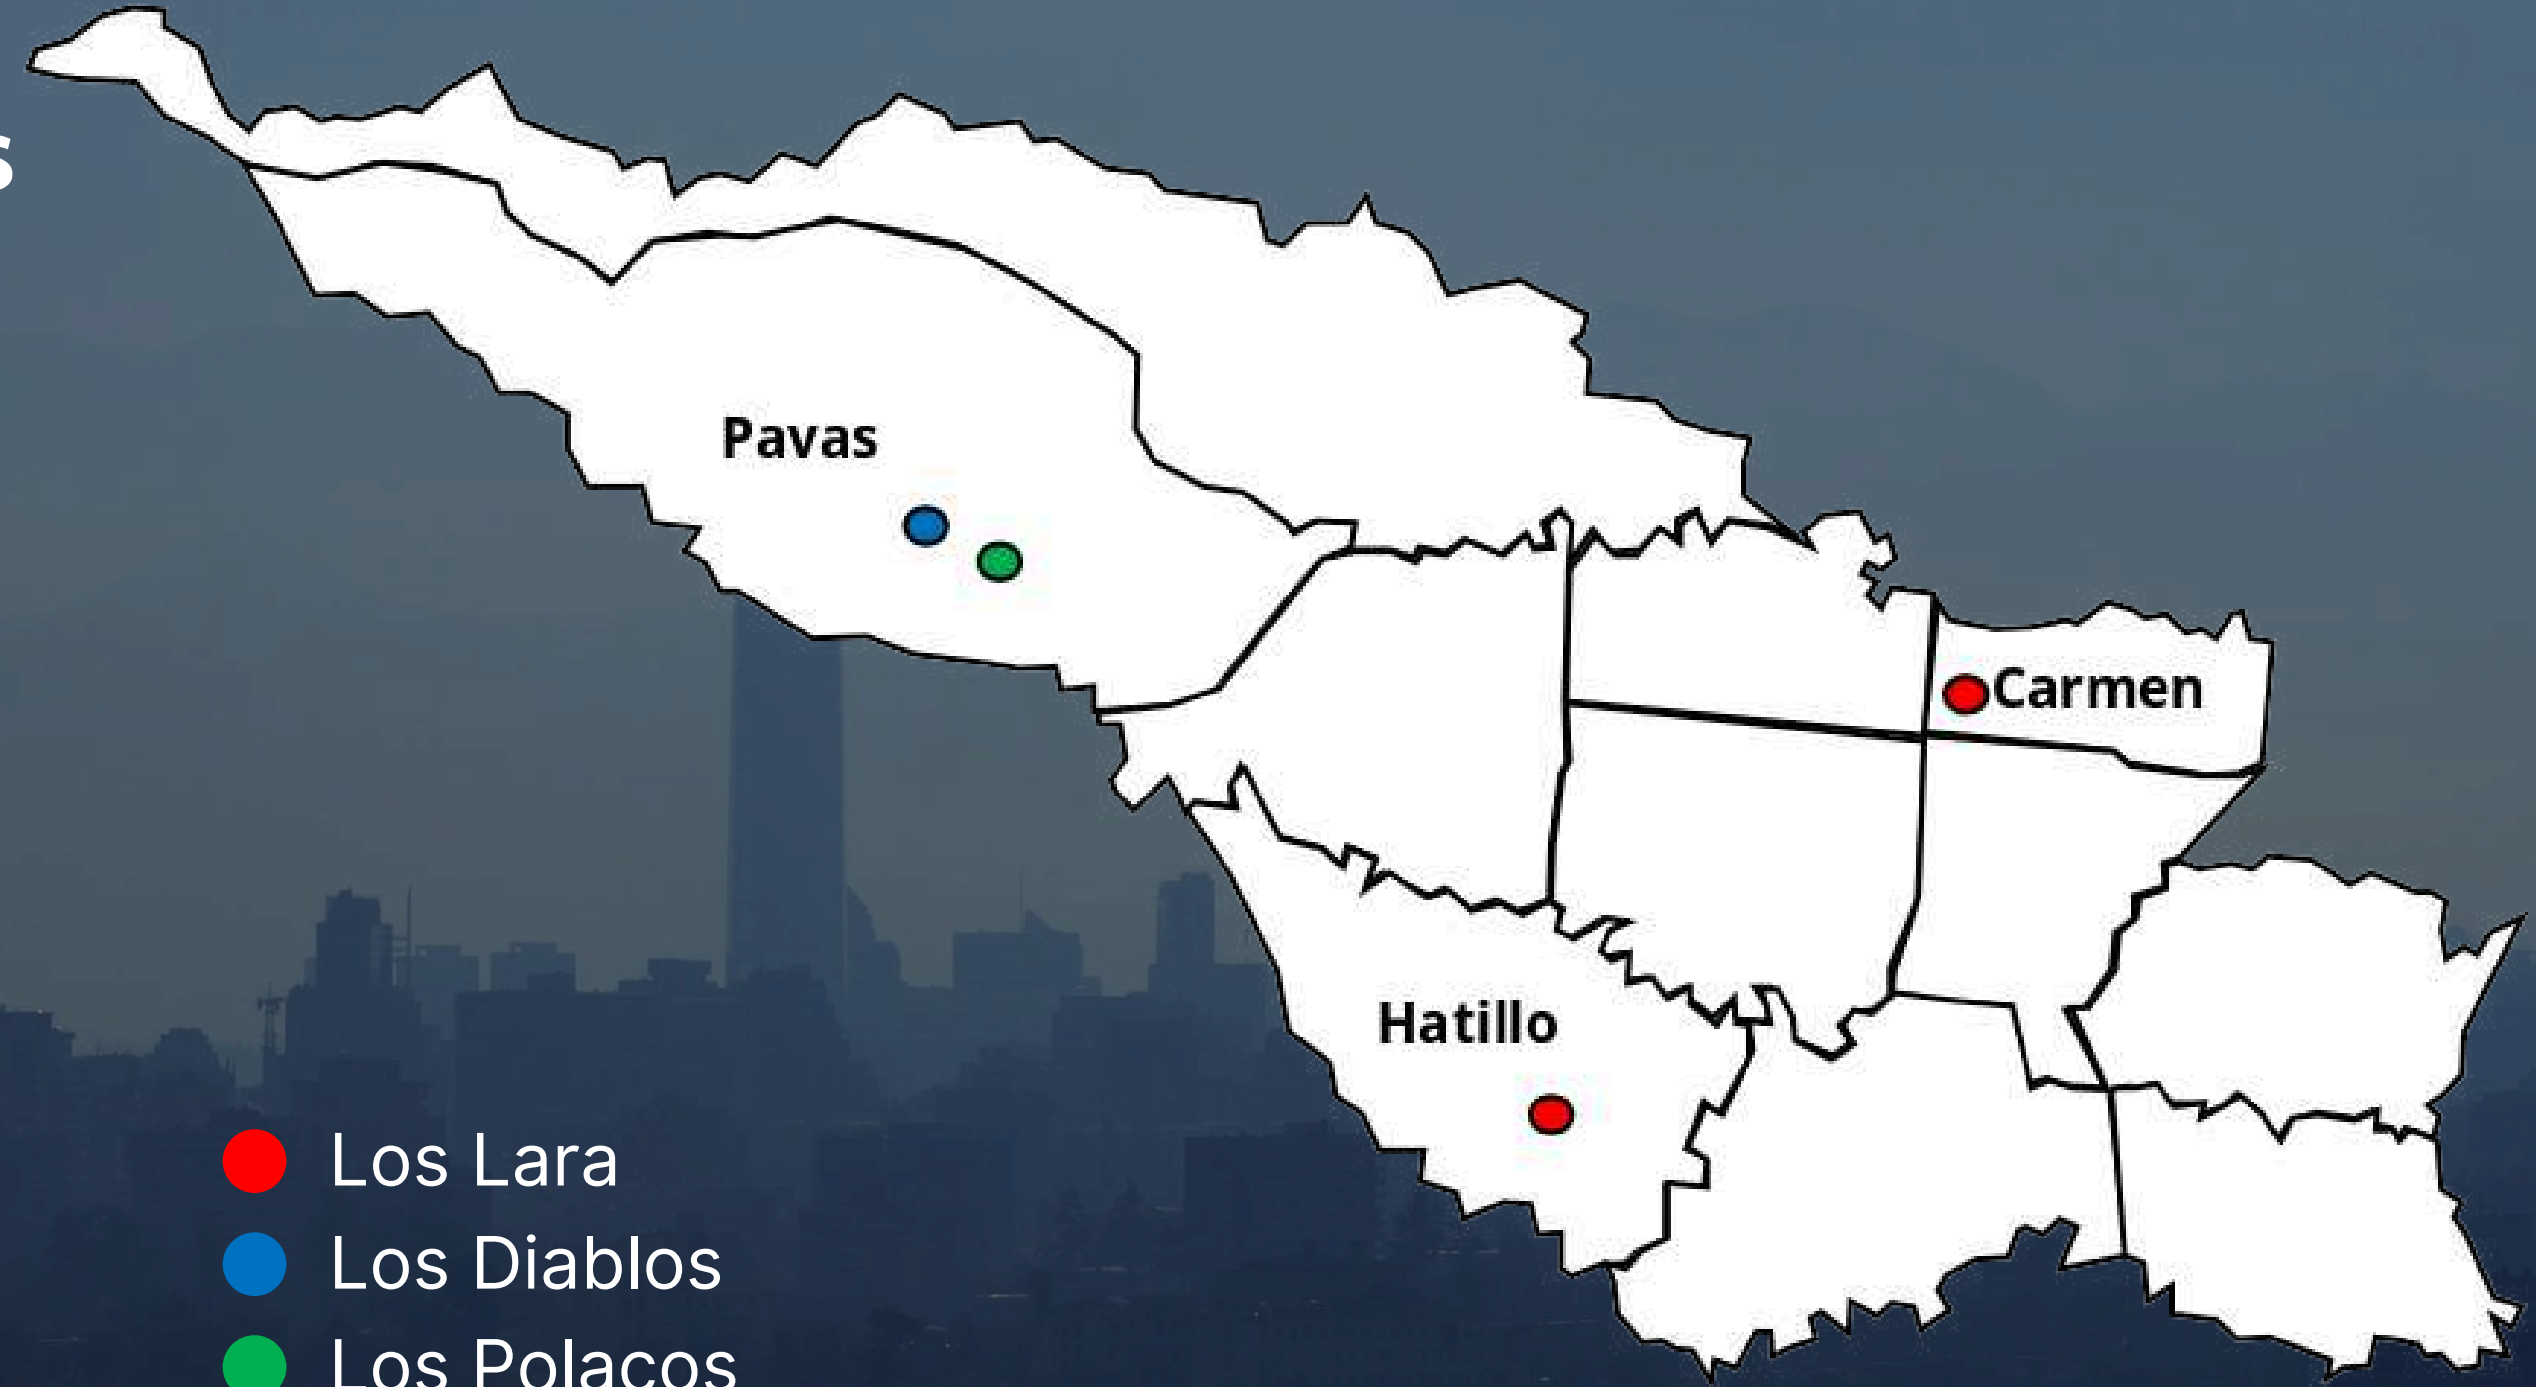 s
Pavas
Carmen
Hatillo
Los Lara
Los Diablos
Los Polacos